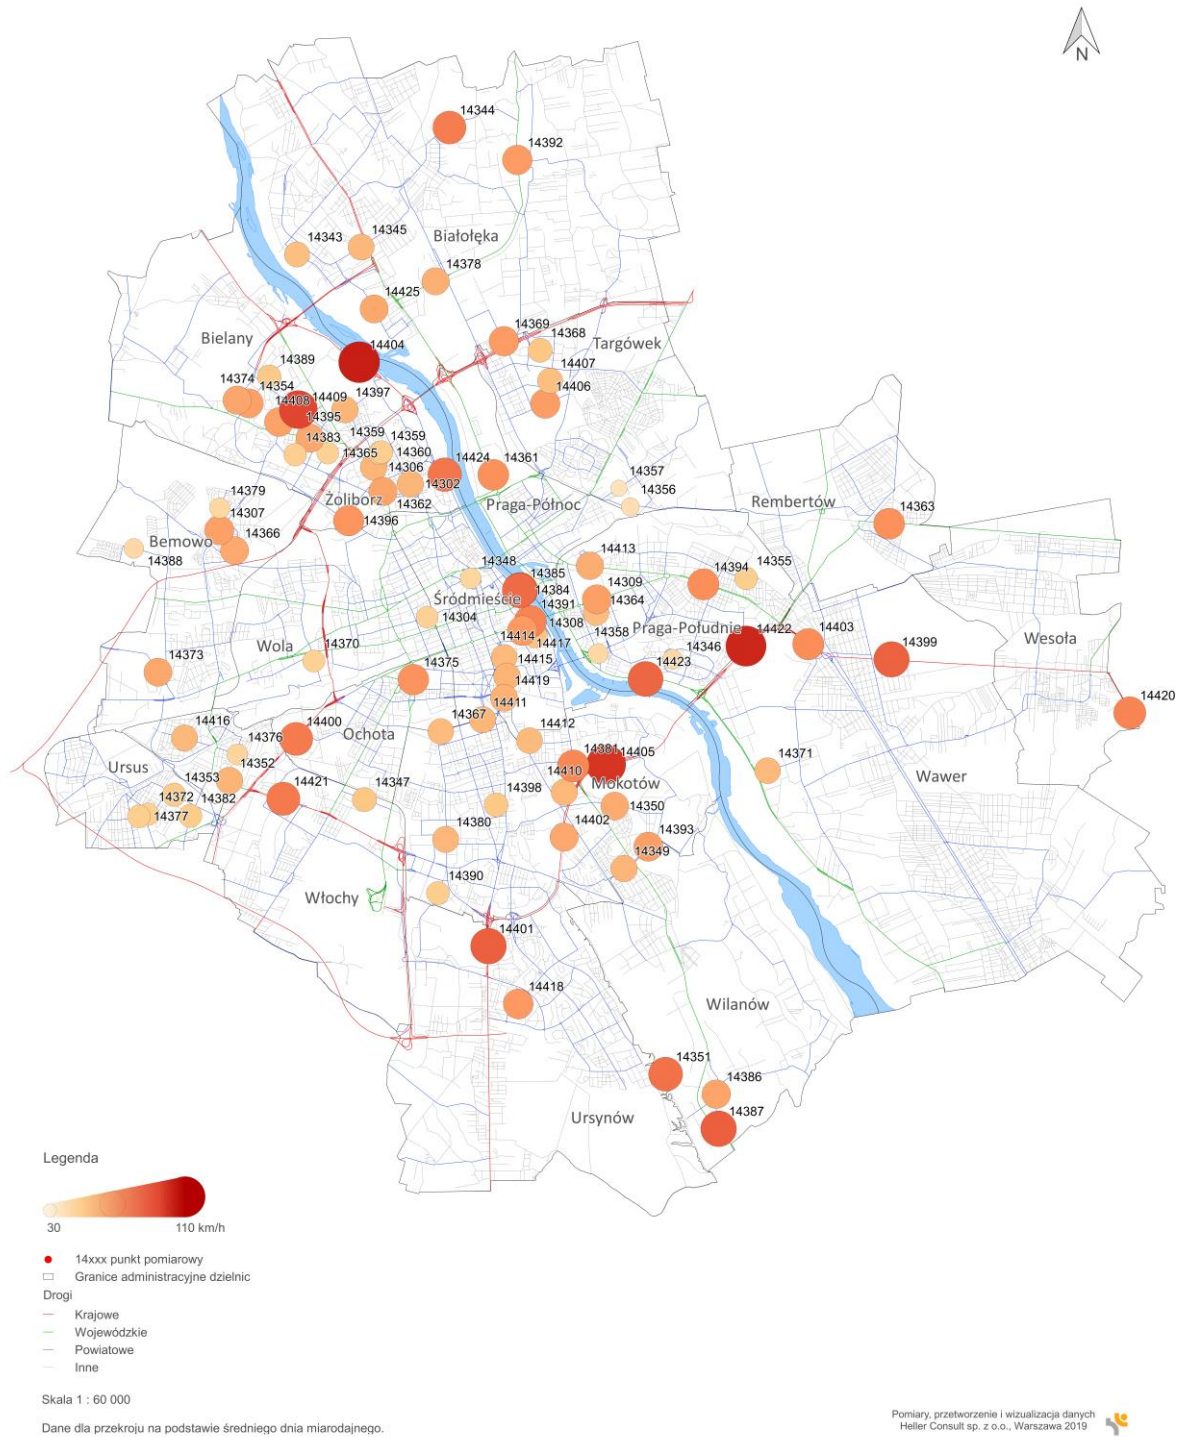 N
14344
14392
14343
14345
Białołęka
14378
14425
14369
14368
Targówek
Bielany
14404
14389
14407
14374
14354
14397
14406
14408
14409
14395
14383
14359
14359
14365
14360
14306
14424
14361
14357
14302
14356
14379
Żoliborz
14362
Praga-Północ
Rembertów
14363
14307
14396
Bemowo
14366
14388
14413
14348
14385
14394
14355
14384
14309
Śródmieście
14391
14364
14304
14308
Praga-Południe
14422
14403
Wesoła
14414
14417
14358
14346
14399
Wola
14370
14373
14375
14415
14423
14419
14420
14411
14416
14400
14367
14412
14376
Ochota
14381
14405
14371
Ursus
14352
14410
Wawer
14353
14421
14347
14398
Mokotów
14372
14382
14350
14377
14380
14402
14393
14349
14390
Włochy
14401
14418
Wilanów
14351
14386
14387
Ursynów
Legenda
30
110 km/h
14xxx punkt pomiarowy
Granice administracyjne dzielnic
Drogi
Krajowe
Wojewódzkie
Powiatowe
Inne
Skala 1 : 60 000
Dane dla przekroju na podstawie średniego dnia miarodajnego.
Pomiary, przetworzenie i wizualizacja danych
Heller Consult sp. z o.o., Warszawa 2019